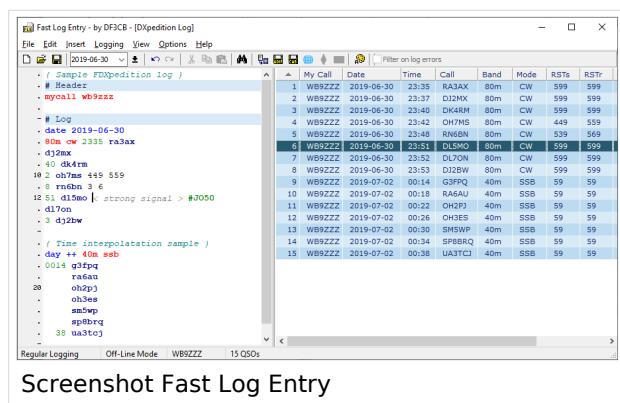 Fast Log Entry - by DF3CB - [DXpedition Log]
File Edit Insert Logging View Options Help
2019-06-30 Filter on log errors
{ Sample FDXpedition log }
# Header
mycall wb9zzz
# Log
date 2019-06-30
80m cw 2335 ra3ax
dj2mx
40 dk4rm
10 2 oh7ms 449 559
8 rn6bn 3 6
12 51 dl5mo < strong signal > #JO50
dl7on
3 dj2bw
{ Time interpolatation sample }
day ++ 40m ssb
0014 g3fpq
ra6au
20 oh2pj
oh3es
sm5wp
sp8brq
38 ua3tcj
My Call Date Time Call Band Mode RSTs RSTr
1 WB9ZZZ 2019-06-30 23:35 RA3AX 80m CW 599 599
2 WB9ZZZ 2019-06-30 23:37 DJ2MX 80m CW 599 599
3 WB9ZZZ 2019-06-30 23:40 DK4RM 80m CW 599 599
4 WB9ZZZ 2019-06-30 23:42 OH7MS 80m CW 449 559
5 WB9ZZZ 2019-06-30 23:48 RN6BN 80m CW 539 569
6 WB9ZZZ 2019-06-30 23:51 DL5MO 80m CW 599 599
7 WB9ZZZ 2019-06-30 23:52 DL7ON 80m CW 599 599
8 WB9ZZZ 2019-06-30 23:53 DJ2BW 80m CW 599 599
9 WB9ZZZ 2019-07-02 00:14 G3FPQ 40m SSB 59 59
10 WB9ZZZ 2019-07-02 00:18 RA6AU 40m SSB 59 59
11 WB9ZZZ 2019-07-02 00:22 OH2PJ 40m SSB 59 59
12 WB9ZZZ 2019-07-02 00:26 OH3ES 40m SSB 59 59
13 WB9ZZZ 2019-07-02 00:30 SM5WP 40m SSB 59 59
14 WB9ZZZ 2019-07-02 00:34 SP8BRQ 40m SSB 59 59
15 WB9ZZZ 2019-07-02 00:38 UA3TCJ 40m SSB 59 59
Regular Logging Off-Line Mode WB9ZZZ 15 QSOs
Screenshot Fast Log Entry